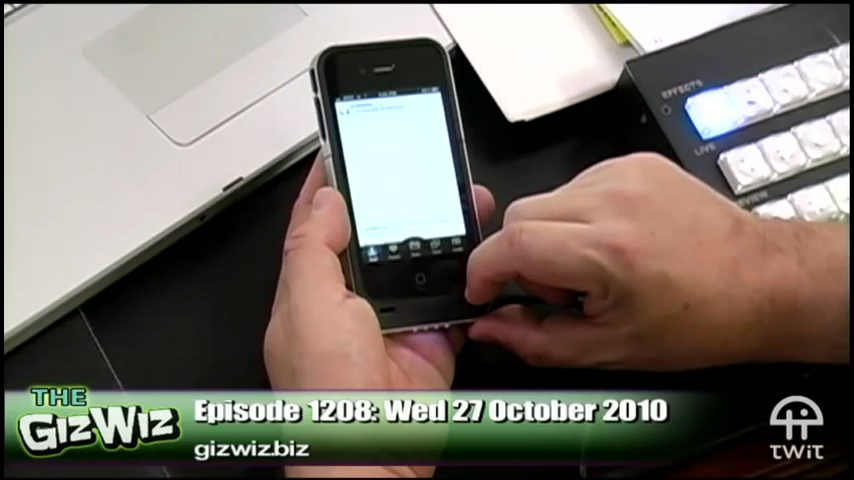 EFFECTS
LIVE
THE
GIZWIZ
Episode 1208: Wed 27 October 2010
gizwiz.biz
TWiT